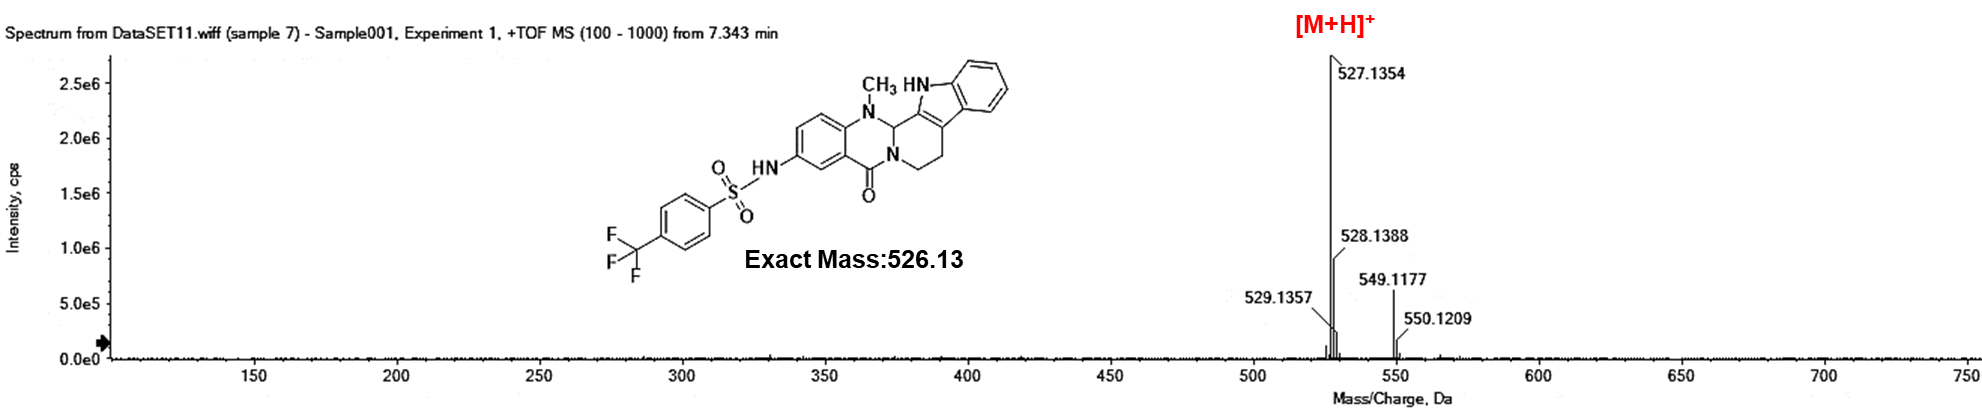 [M+H]+
Spectrum from DataSET11.wiff (sample 7) - Sample001, Experiment 1, +TOF MS (100 - 1000) from 7.343 min
Intensity, cps
2.5e6
2.0e6
1.5e6
1.0e6
5.0e5
0.0e0
527.1354
528.1388
529.1357
549.1177
550.1209
CH3 HN
N
N
O
HN
O
S
O
F
F
F
Exact Mass:526.13
150 200 250 300 350 400 450 500 550 600 650 700 750
Mass/Charge, Da